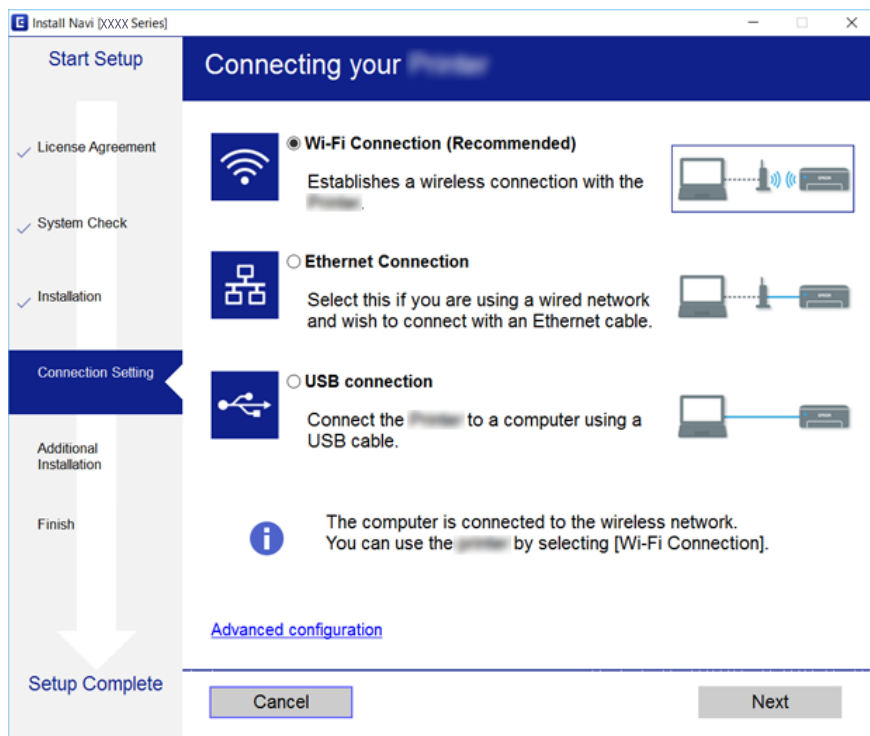 Install Navi [XXXX Series]
Start Setup
License Agreement
System Check
Installation
Connection Setting
Additional
Installation
Finish
Setup Complete
Connecting your
Wi-Fi Connection (Recommended)
Establishes a wireless connection with the
.
Ethernet Connection
Select this if you are using a wired network
and wish to connect with an Ethernet cable.
USB connection
Connect the to a computer using a
USB cable.
The computer is connected to the wireless network.
You can use the by selecting [Wi-Fi Connection].
Advanced configuration
Cancel
Next